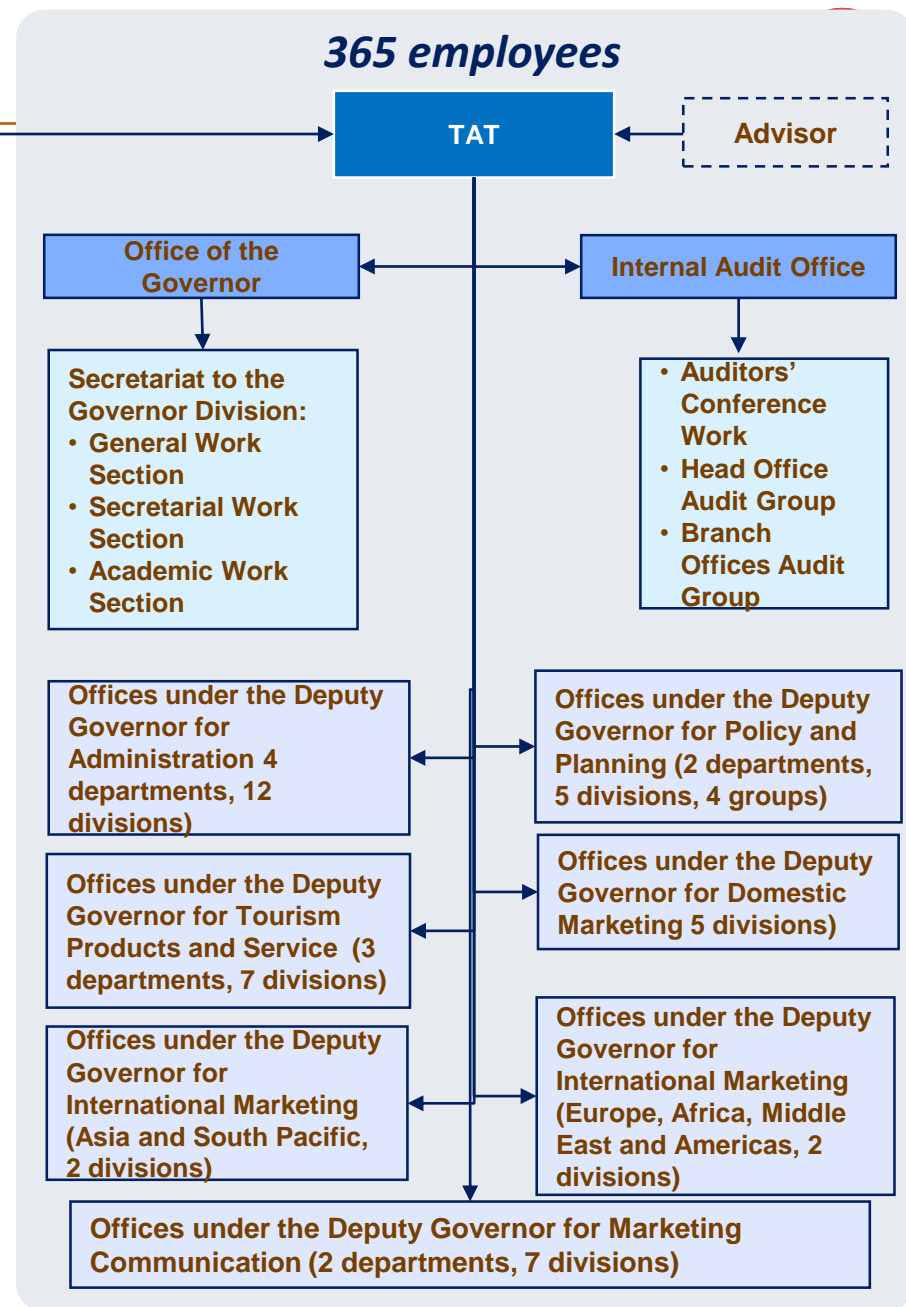 365 employees
TAT
Advisor
Office of the
Governor
Internal Audit Office
Secretariat to the
Governor Division:
• General Work
Section
• Secretarial Work
Section
• Academic Work
Section
• Auditors’
Conference
Work
• Head Office
Audit Group
• Branch
Offices Audit
Group
Offices under the Deputy
Governor for
Administration 4
departments, 12
divisions)
Offices under the Deputy
Governor for Policy and
Planning (2 departments,
5 divisions, 4 groups)
Offices under the Deputy
Governor for Tourism
Products and Service (3
departments, 7 divisions)
Offices under the Deputy
Governor for Domestic
Marketing 5 divisions)
Offices under the Deputy
Governor for
International Marketing
(Asia and South Pacific,
2 divisions)
Offices under the Deputy
Governor for
International Marketing
(Europe, Africa, Middle
East and Americas, 2
divisions)
Offices under the Deputy Governor for Marketing
Communication (2 departments, 7 divisions)